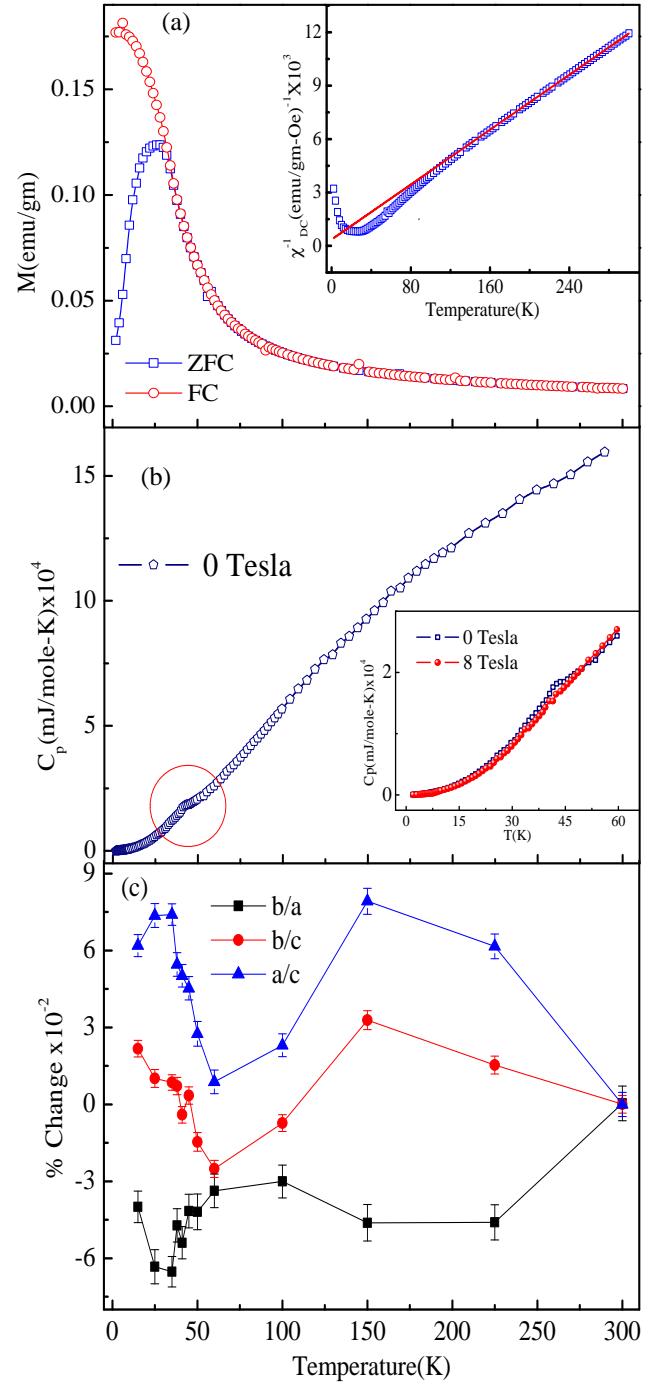 (a)
M(emu/gm)
0.15
0.10
0.05
0.00
ZFC
FC
χ⁻¹DC(emu/gm-Oe)⁻¹X10³
12
9
6
3
0
0 80 160 240
Temperature(K)
(b)
Cp(mJ/mole-K)x10⁴
15
10
5
0
0 Tesla
0 Tesla
8 Tesla
Cp(mJ/mole-K)x10⁴
2
0
0 15 30 45 60
T(K)
(c)
% Change x10⁻²
9
6
3
0
-3
-6
b/a
b/c
a/c
0 50 100 150 200 250 300
Temperature(K)